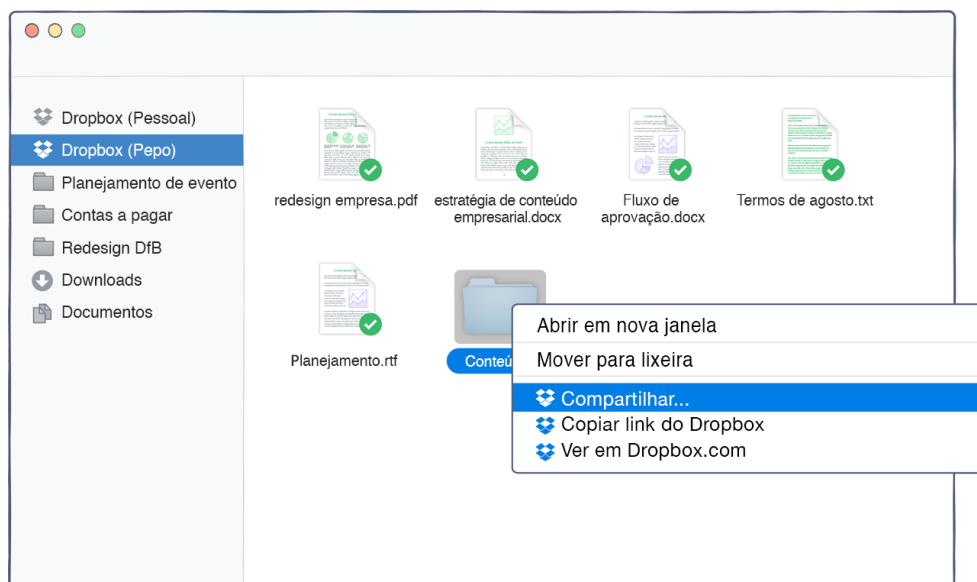 Dropbox (Pessoal)
Dropbox (Pepo)
Planejamento de evento
Contas a pagar
Redesign DfB
Downloads
Documentos
redesign empresa.pdf
estratégia de conteúdo
empresarial.docx
Fluxo de
aprovação.docx
Termos de agosto.txt
Planejamento.rtf
Abrir em nova janela
Mover para lixeira
Compartilhar...
Copiar link do Dropbox
Ver em Dropbox.com